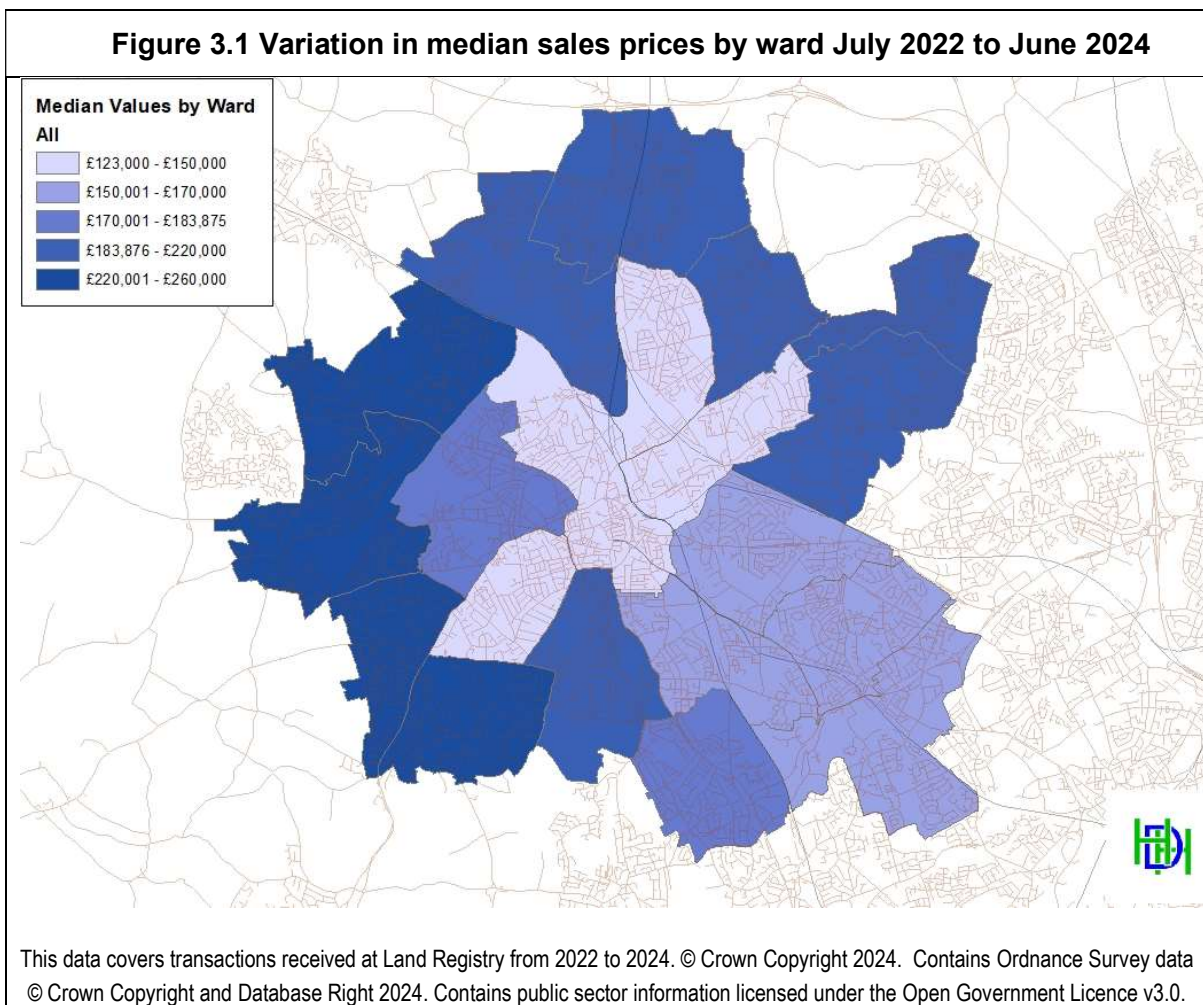 Figure 3.1 Variation in median sales prices by ward July 2022 to June 2024
Median Values by Ward
All
£123,000 - £150,000
£150,001 - £170,000
£170,001 - £183,875
£183,876 - £220,000
£220,001 - £260,000
HDH
This data covers transactions received at Land Registry from 2022 to 2024. © Crown Copyright 2024. Contains Ordnance Survey data
© Crown Copyright and Database Right 2024. Contains public sector information licensed under the Open Government Licence v3.0.